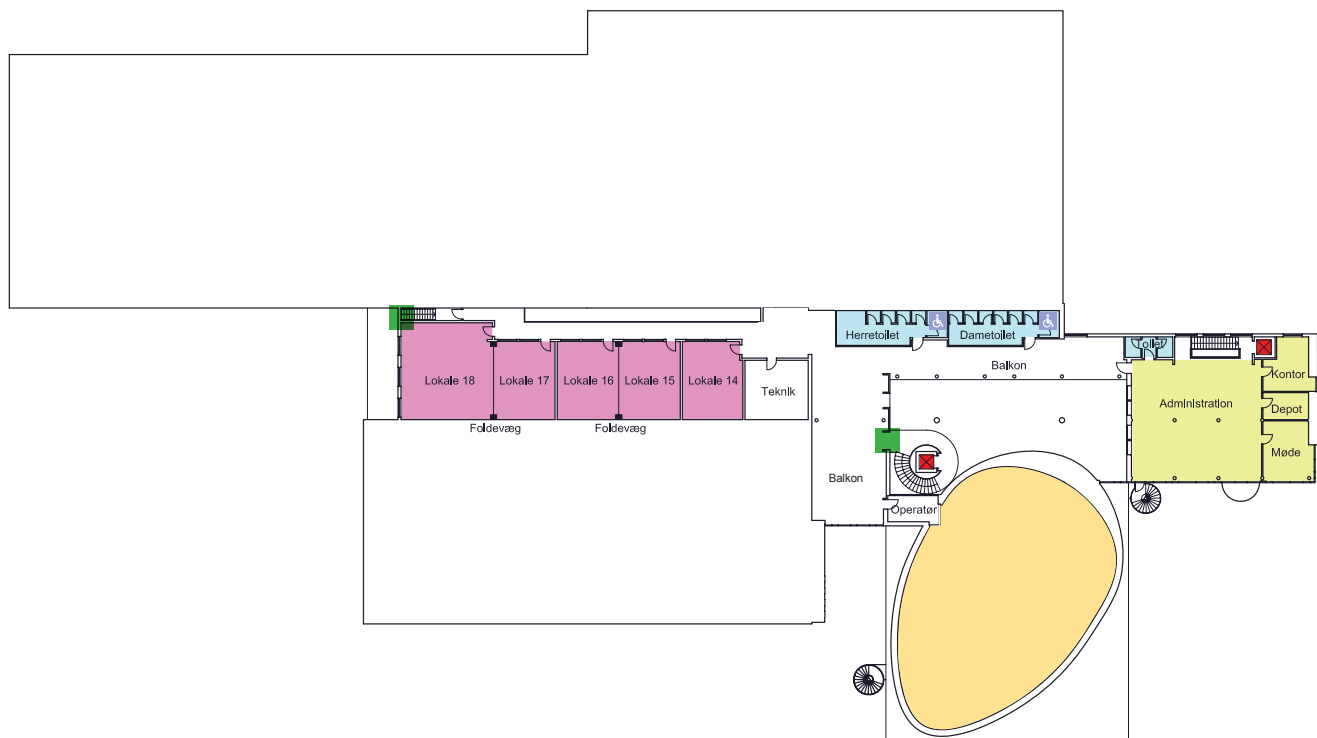 Herretoilet
Dametoilet
Toilet
Balkon
Kontor
Lokale 18
Lokale 17
Lokale 16
Lokale 15
Lokale 14
Teknik
Administration
Depot
Foldevæg
Foldevæg
Møde
Balkon
Operatør